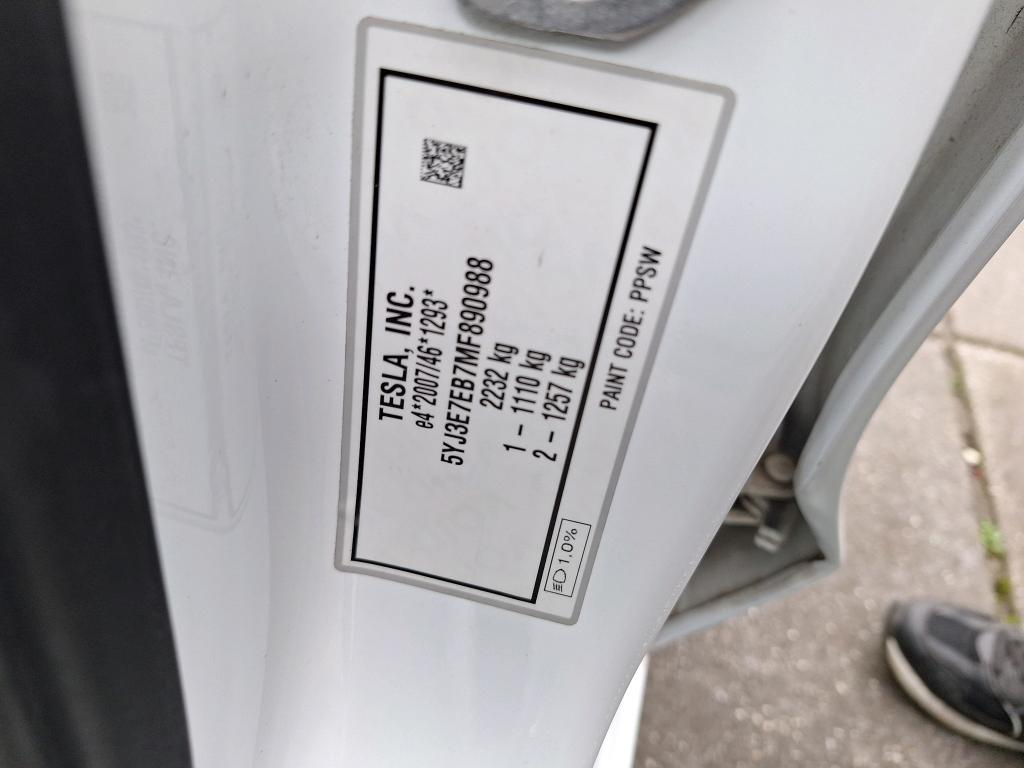 TESLA, INC.
e4*2007/46*1293*
5YJ3E7EB7MF890988
2232 kg
1 – 1110 kg
2 – 1257 kg
PAINT CODE: PPSW
1.0%